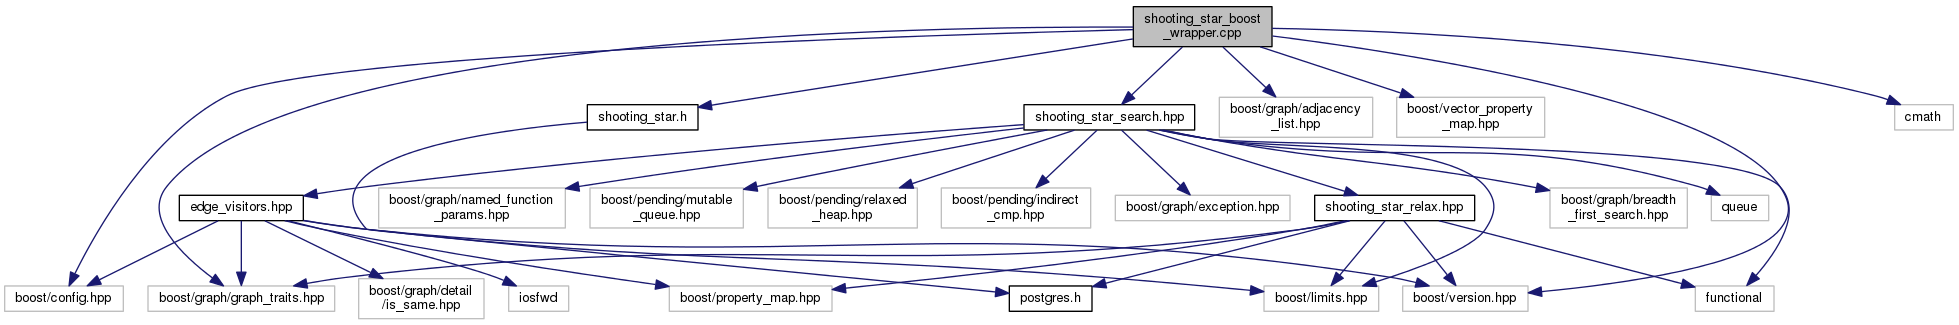 shooting_star_boost
_wrapper.cpp
shooting_star.h
shooting_star_search.hpp
boost/graph/adjacency
_list.hpp
boost/vector_property
_map.hpp
cmath
edge_visitors.hpp
boost/graph/named_function
_params.hpp
boost/pending/mutable
_queue.hpp
boost/pending/relaxed
_heap.hpp
boost/pending/indirect
_cmp.hpp
boost/graph/exception.hpp
shooting_star_relax.hpp
boost/graph/breadth
_first_search.hpp
queue
boost/config.hpp
boost/graph/graph_traits.hpp
boost/graph/detail
/is_same.hpp
iosfwd
boost/property_map.hpp
postgres.h
boost/limits.hpp
boost/version.hpp
functional